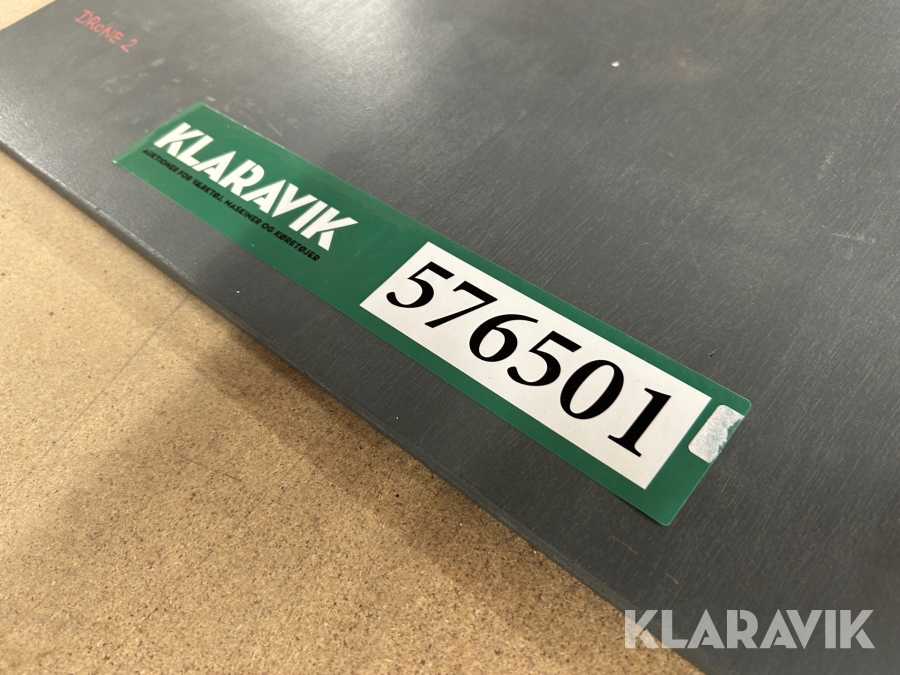 DRONE 2
KLARAVIK
AUKTIONER FOR VÆRKTØJ, MASKINER OG KØRETØJER
576501
KLARAVIK